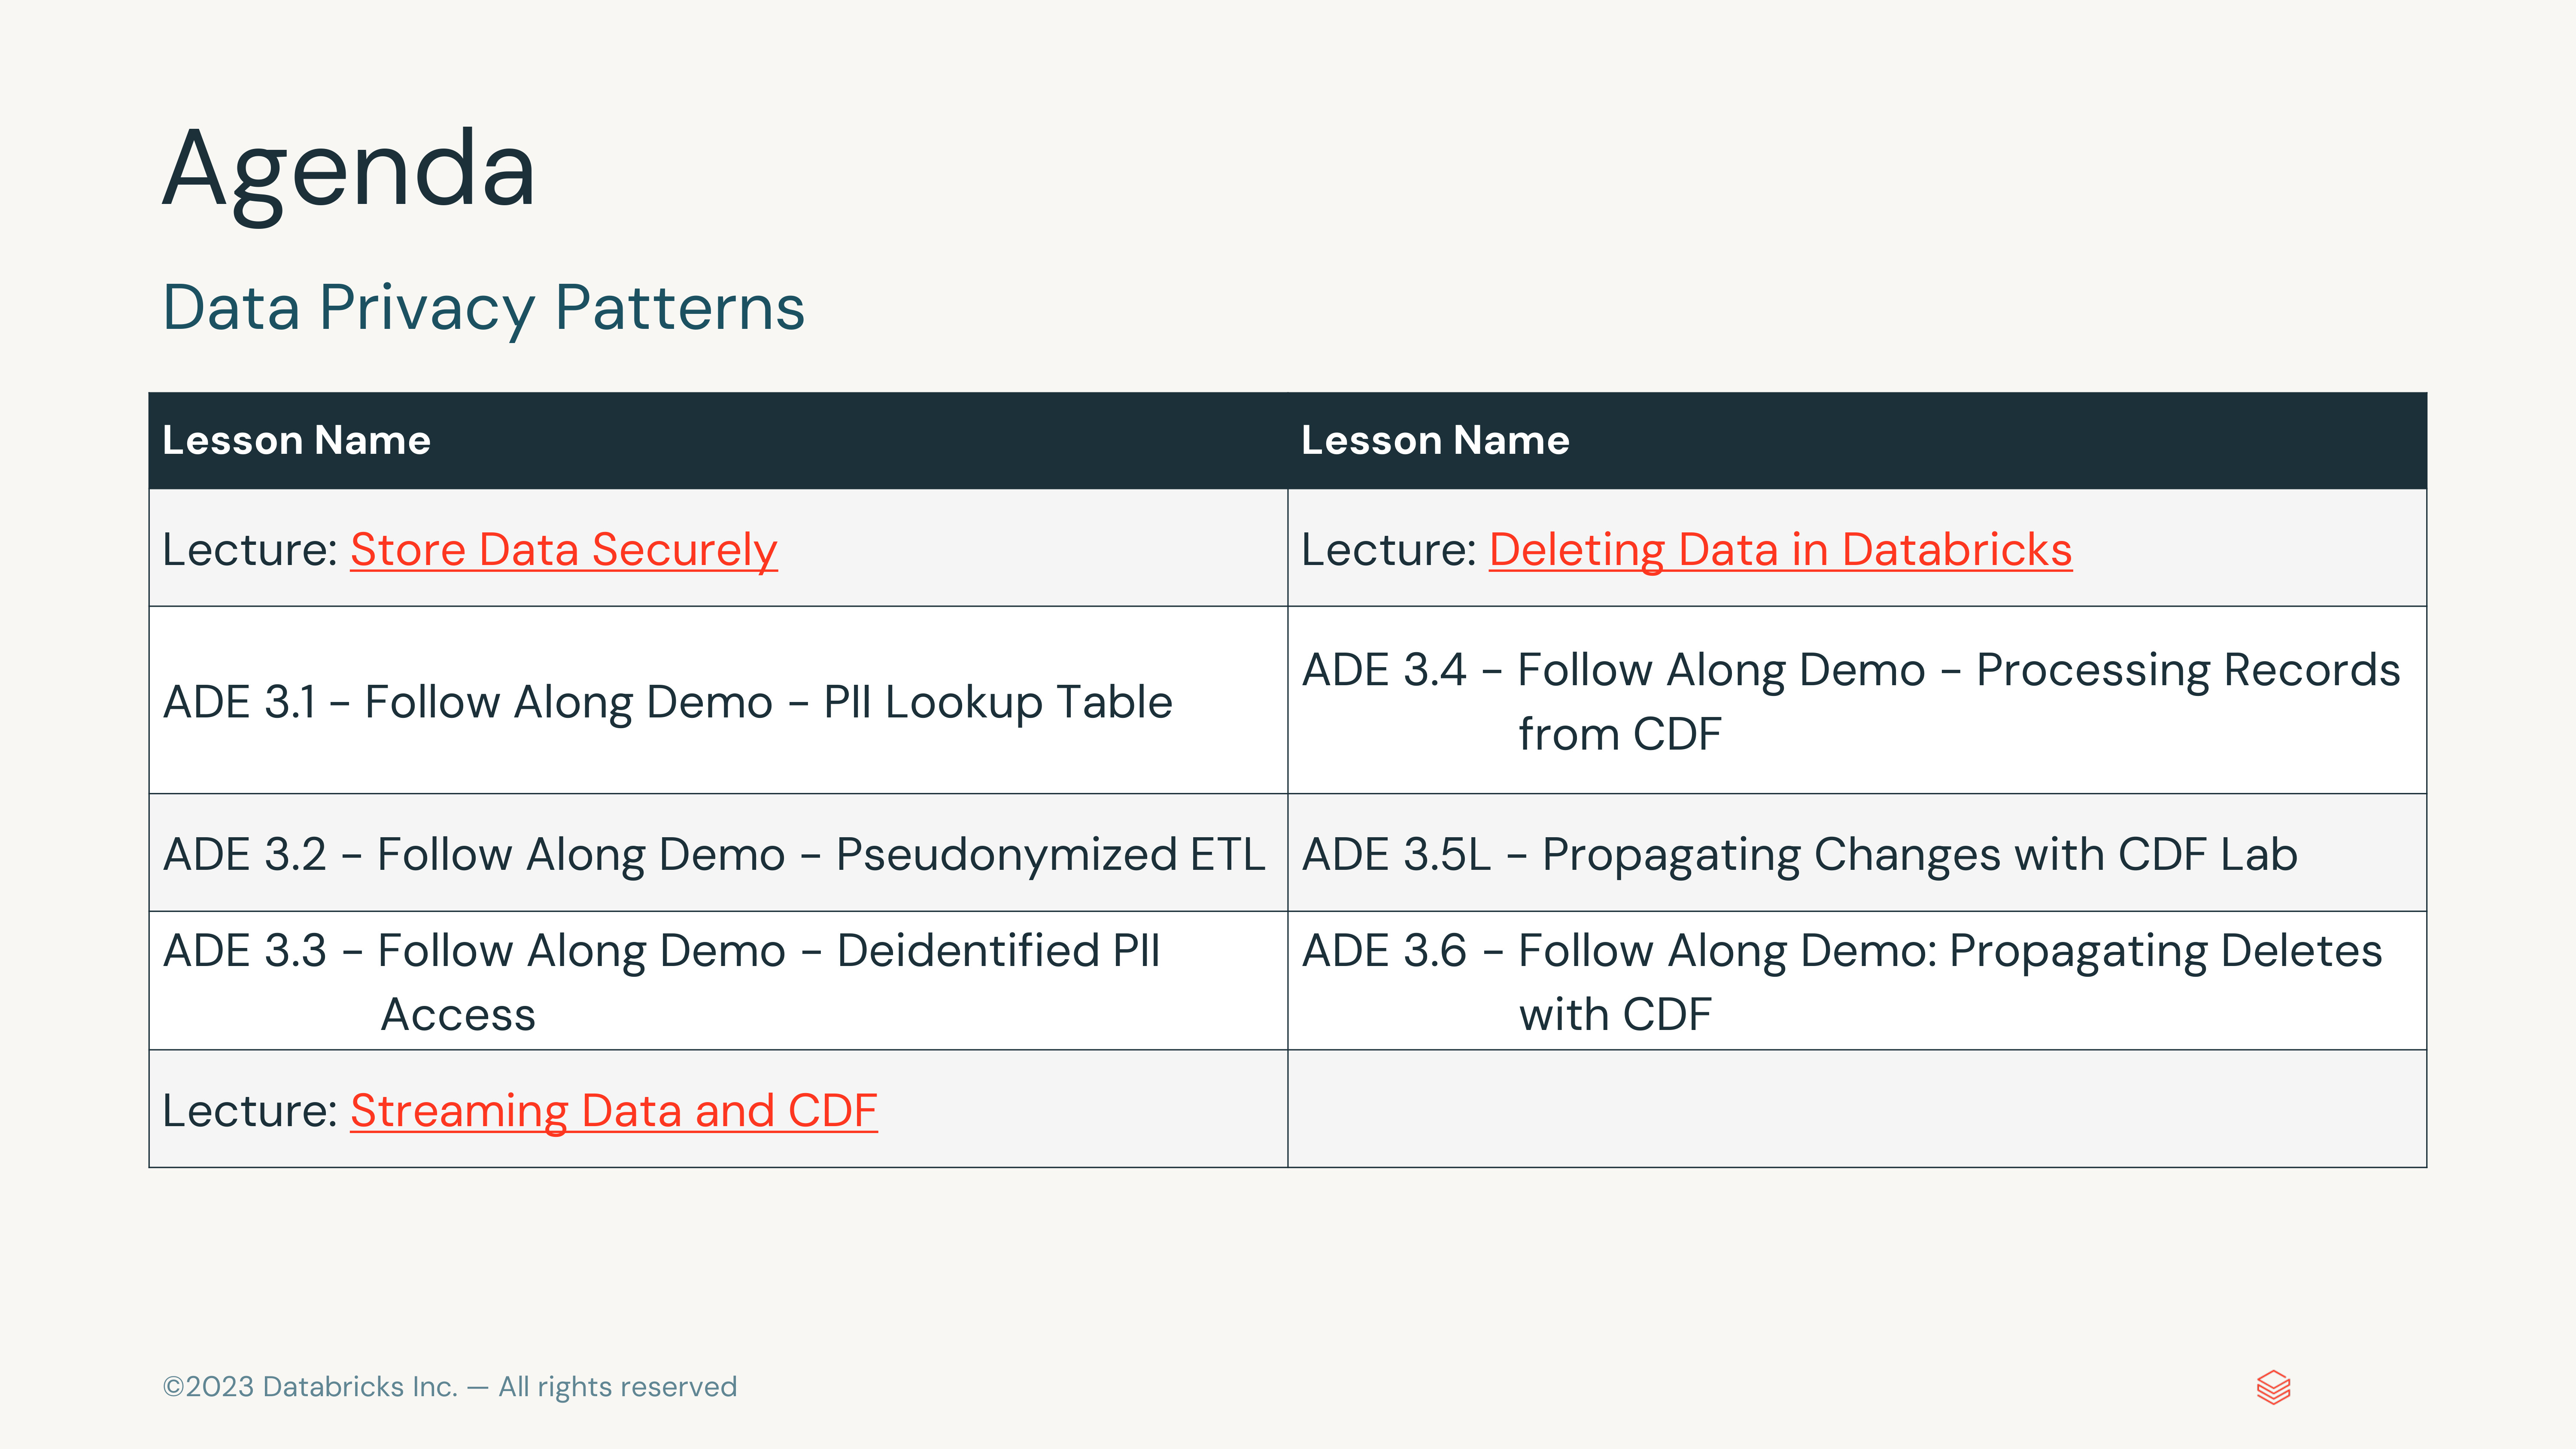 Agenda
Data Privacy Patterns
Lesson Name
Lesson Name
Lecture: Store Data Securely
Lecture: Deleting Data in Databricks
ADE 3.1 – Follow Along Demo – PII Lookup Table
ADE 3.4 – Follow Along Demo – Processing Records
from CDF
ADE 3.2 – Follow Along Demo – Pseudonymized ETL
ADE 3.5L – Propagating Changes with CDF Lab
ADE 3.3 – Follow Along Demo – Deidentified PII
Access
ADE 3.6 – Follow Along Demo: Propagating Deletes
with CDF
Lecture: Streaming Data and CDF
©2023 Databricks Inc. — All rights reserved